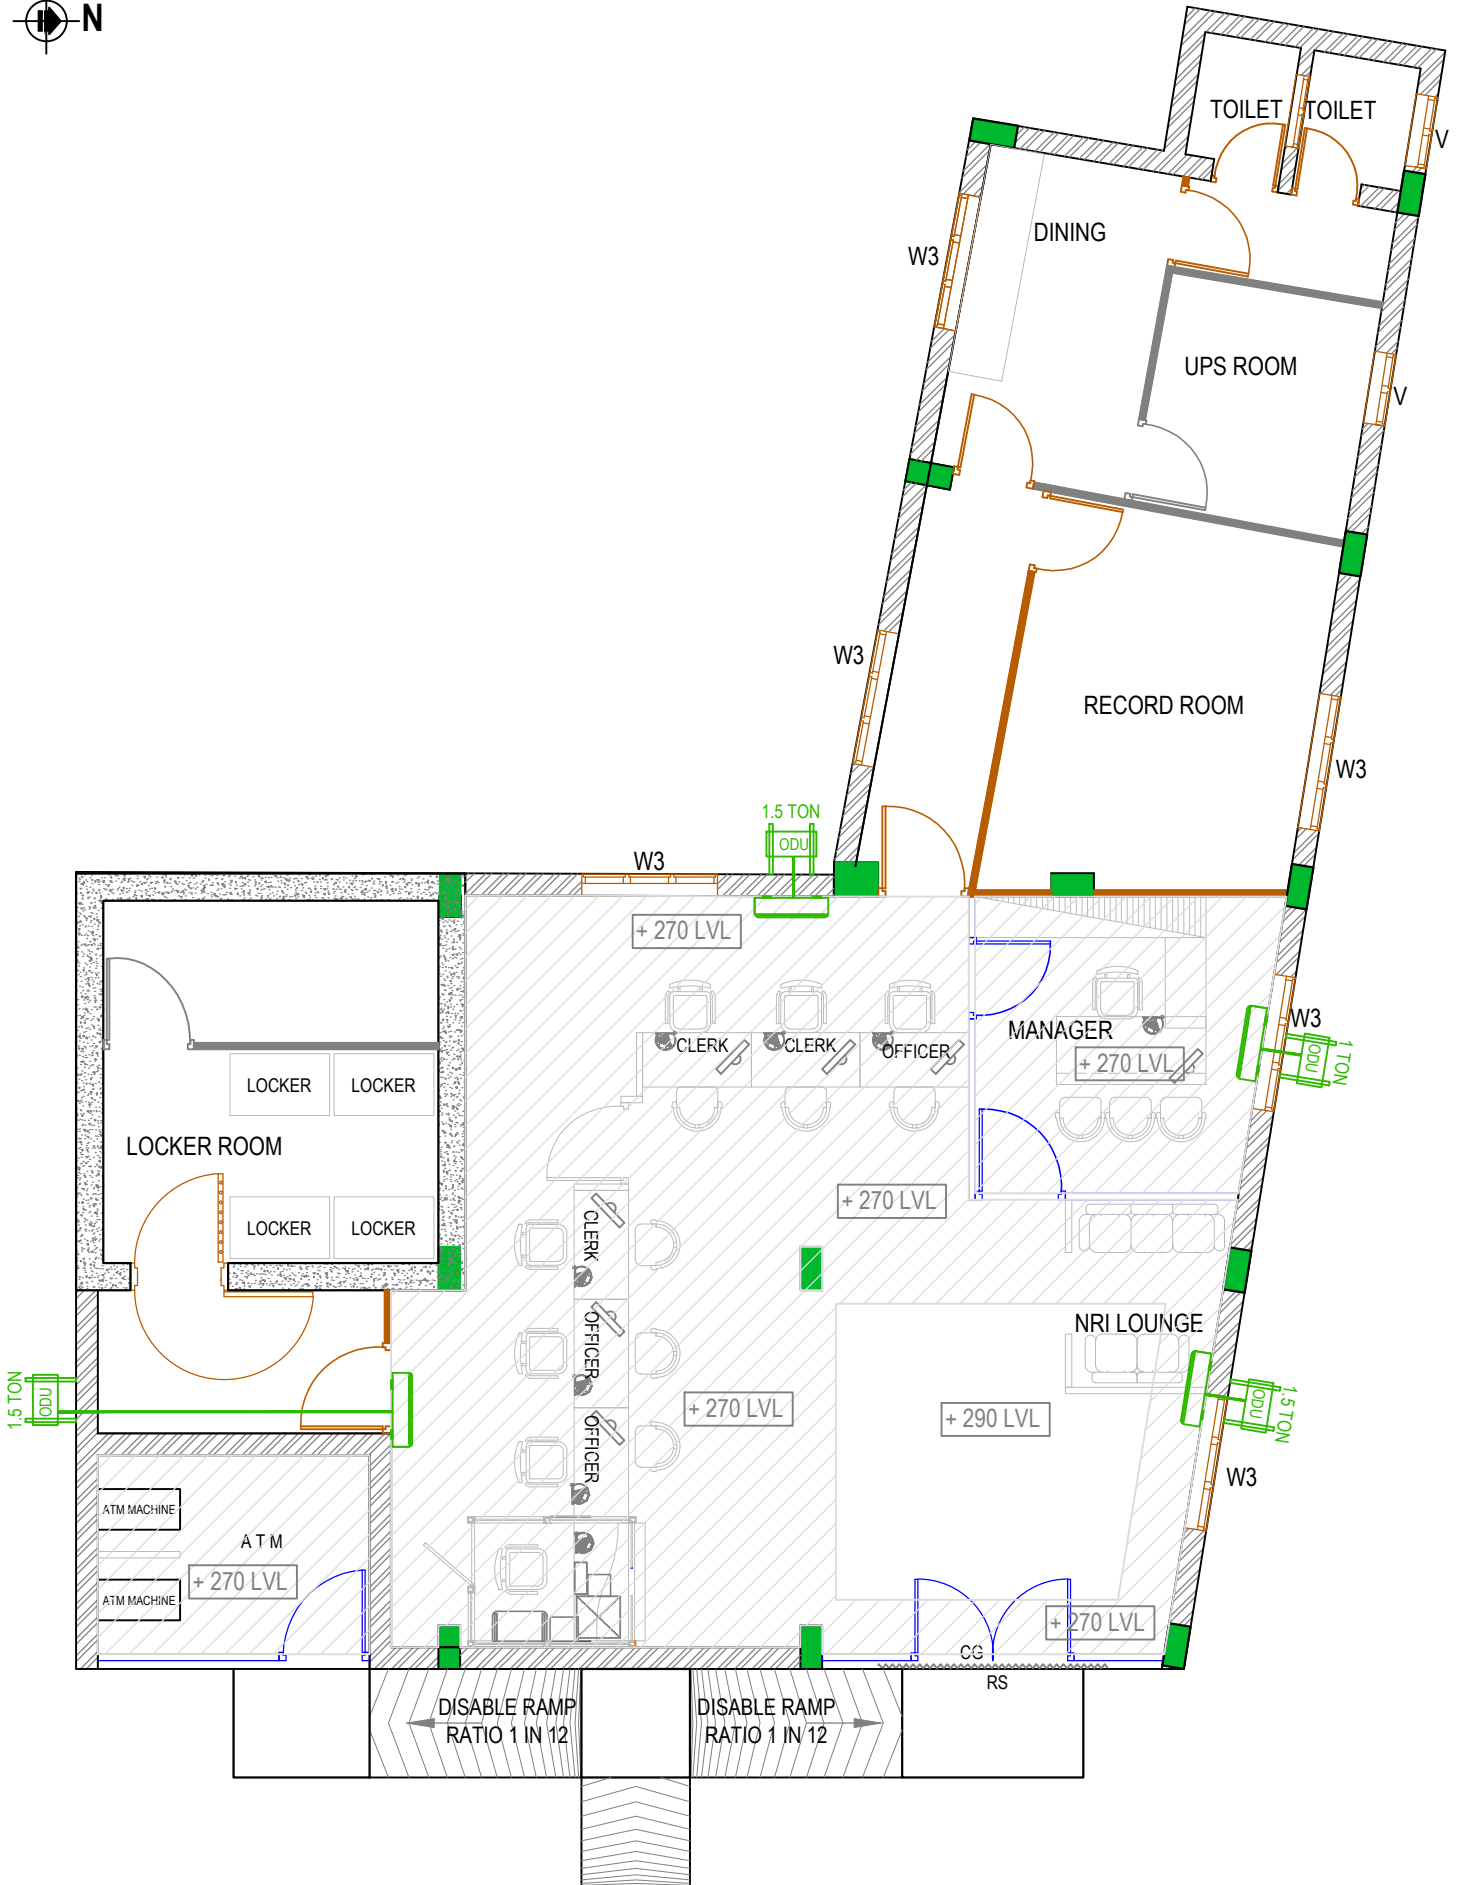 N
TOILET
TOILET
V
DINING
W3
UPS ROOM
V
W3
RECORD ROOM
W3
1.5 TON
ODU
W3
+ 270 LVL
CLERK
CLERK
OFFICER
MANAGER
+ 270 LVL
W3
1 TON
ODU
LOCKER
LOCKER
LOCKER ROOM
LOCKER
LOCKER
+ 270 LVL
CLERK
OFFICER
OFFICER
NRI LOUNGE
1.5 TON
ODU
+ 270 LVL
+ 290 LVL
1.5 TON
ODU
W3
ATM MACHINE
ATM
+ 270 LVL
ATM MACHINE
+ 270 LVL
CG
RS
DISABLE RAMP
RATIO 1 IN 12
DISABLE RAMP
RATIO 1 IN 12